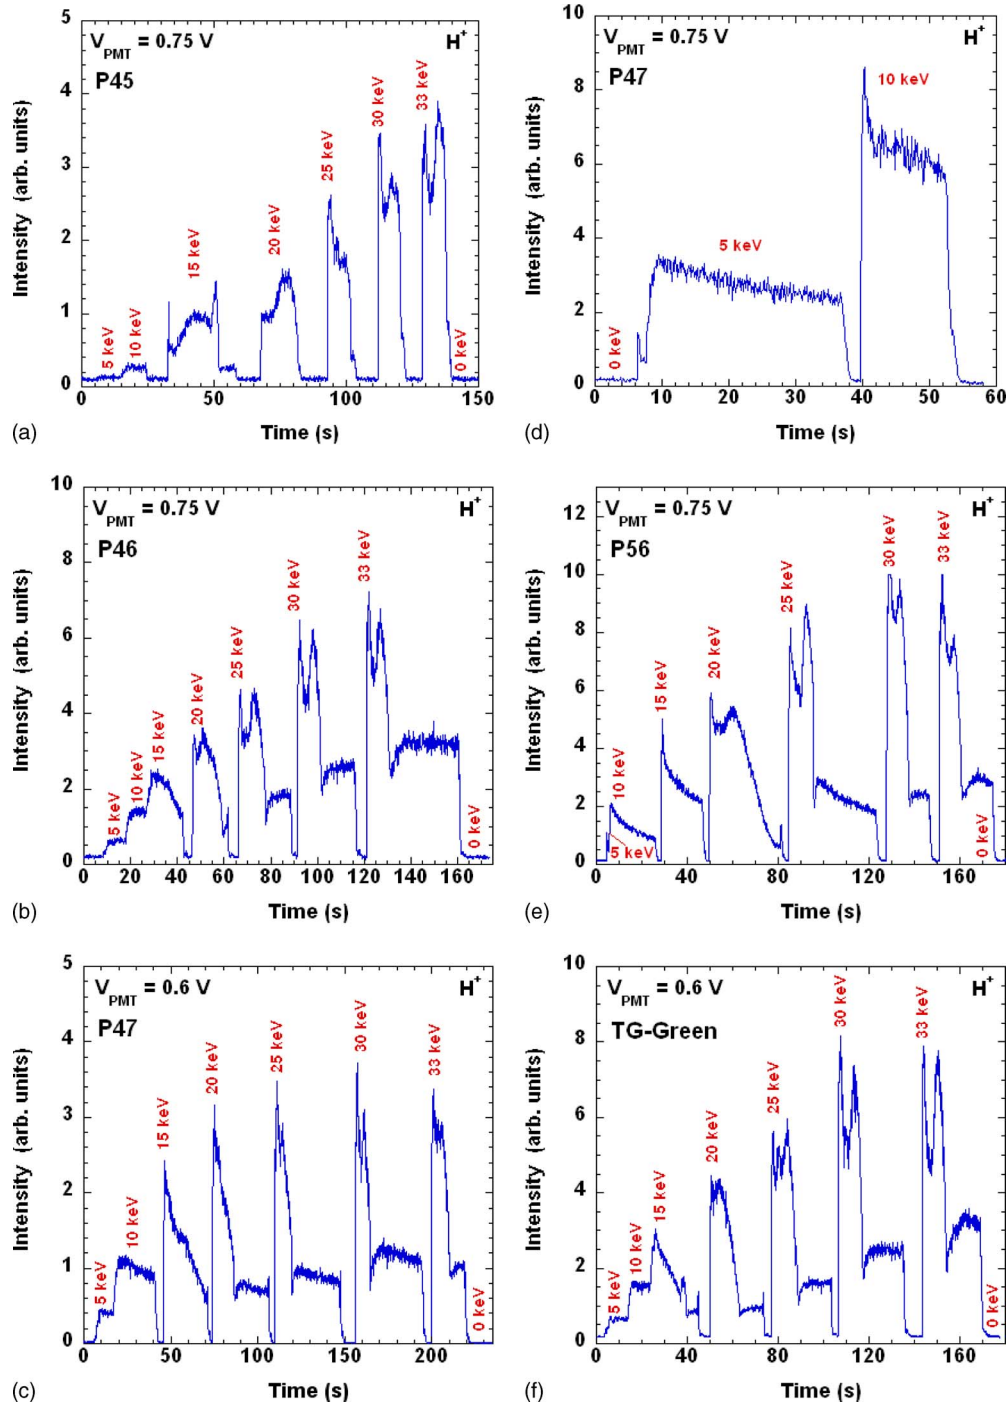 5
V_PMT = 0.75 V
H+
P45
5 keV
10 keV
15 keV
20 keV
25 keV
30 keV
33 keV
0 keV
4
3
2
1
0
Intensity (arb. units)
0 50 100 150
Time (s)
(a)
10
V_PMT = 0.75 V
H+
P47
0 keV
5 keV
10 keV
8
6
4
2
0
Intensity (arb. units)
0 10 20 30 40 50 60
Time (s)
(d)
10
V_PMT = 0.75 V
H+
P46
5 keV
10 keV
15 keV
20 keV
25 keV
30 keV
33 keV
0 keV
8
6
4
2
0
Intensity (arb. units)
0 20 40 60 80 100 120 140 160
Time (s)
(b)
12
V_PMT = 0.75 V
H+
P56
5 keV
10 keV
15 keV
20 keV
25 keV
30 keV
33 keV
0 keV
10
8
6
4
2
0
Intensity (arb. units)
0 40 80 120 160
Time (s)
(e)
5
V_PMT = 0.6 V
H+
P47
5 keV
10 keV
15 keV
20 keV
25 keV
30 keV
33 keV
0 keV
4
3
2
1
0
Intensity (arb. units)
0 50 100 150 200
Time (s)
(c)
10
V_PMT = 0.6 V
H+
TG-Green
5 keV
10 keV
15 keV
20 keV
25 keV
30 keV
33 keV
0 keV
8
6
4
2
0
Intensity (arb. units)
0 40 80 120 160
Time (s)
(f)